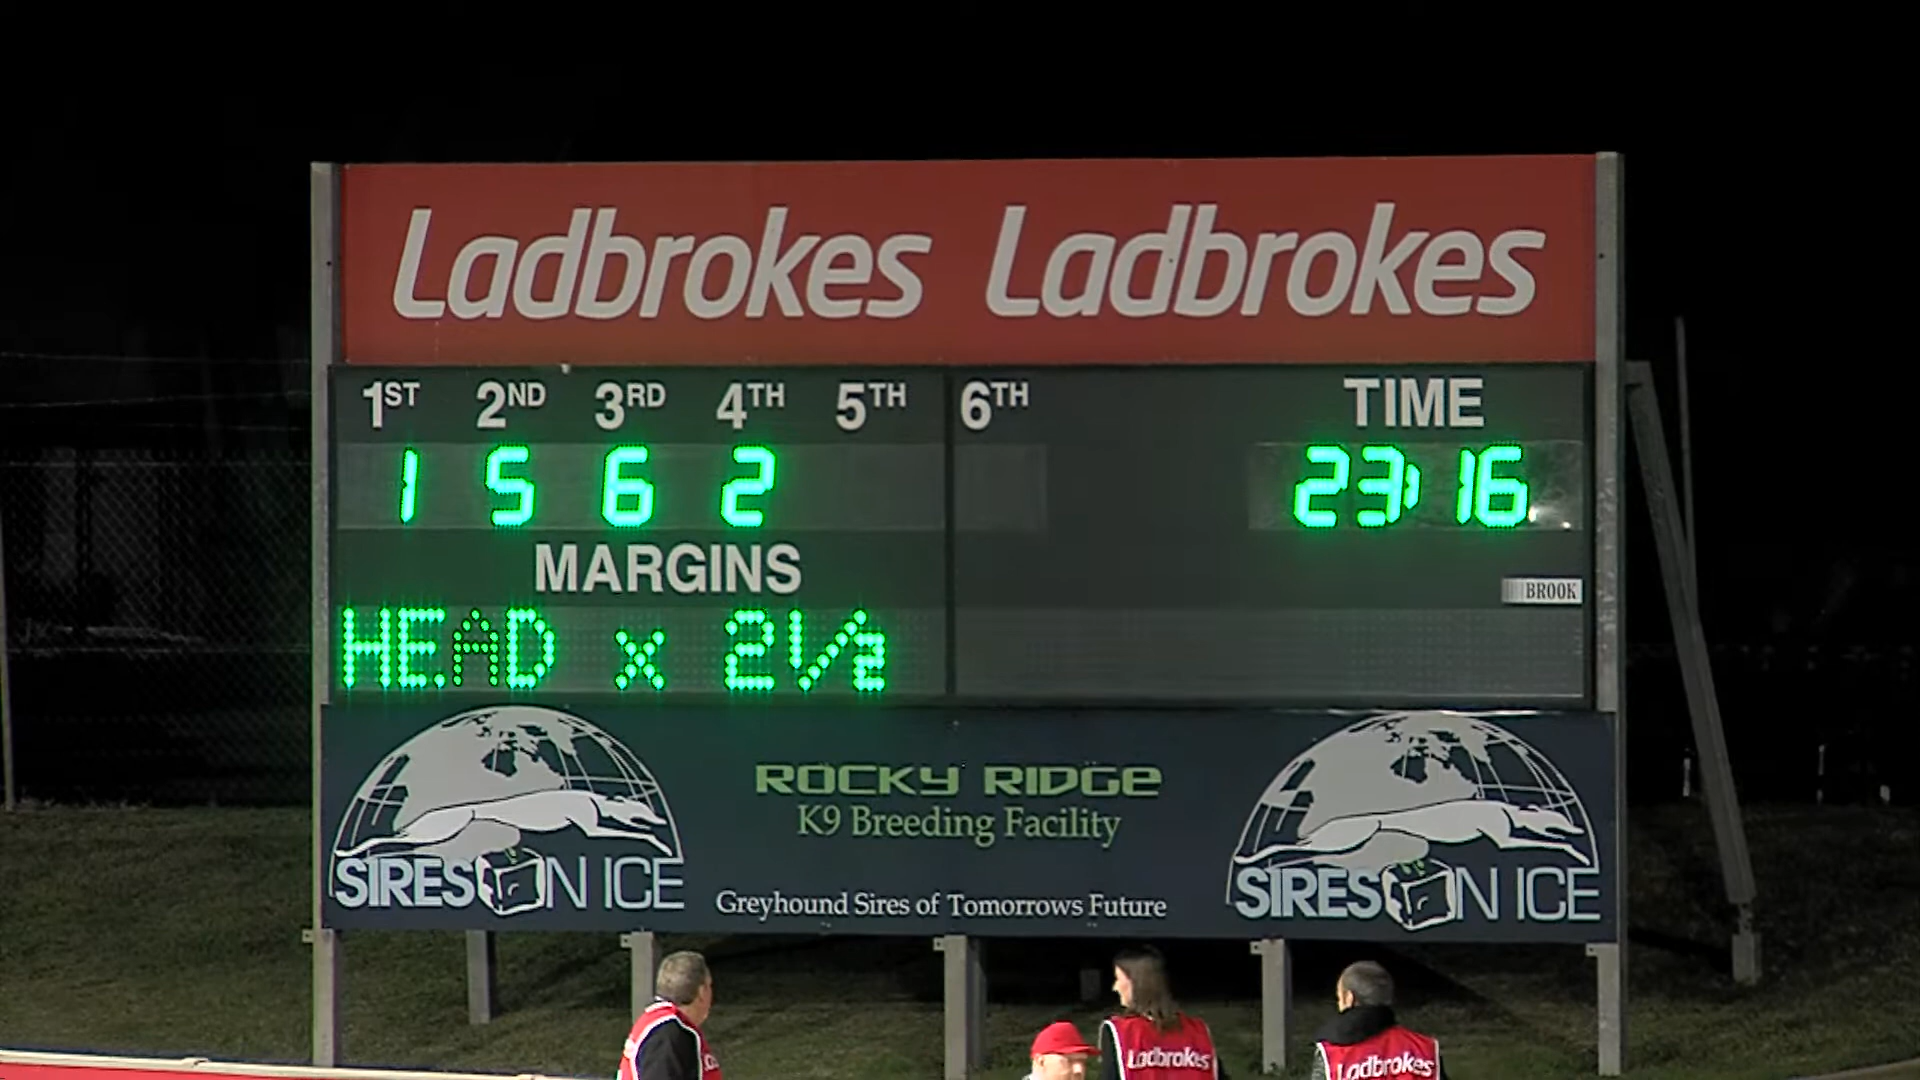 Ladbrokes Ladbrokes
1ST 2ND 3RD 4TH 5TH 6TH TIME
1 5 6 2 23:16
MARGINS
BROOK
HEAD x 2½
ROCKY RIDGE
K9 Breeding Facility
SIRES ON ICE
Greyhound Sires of Tomorrows Future
SIRES ON ICE
Ladbrokes
Ladbrokes